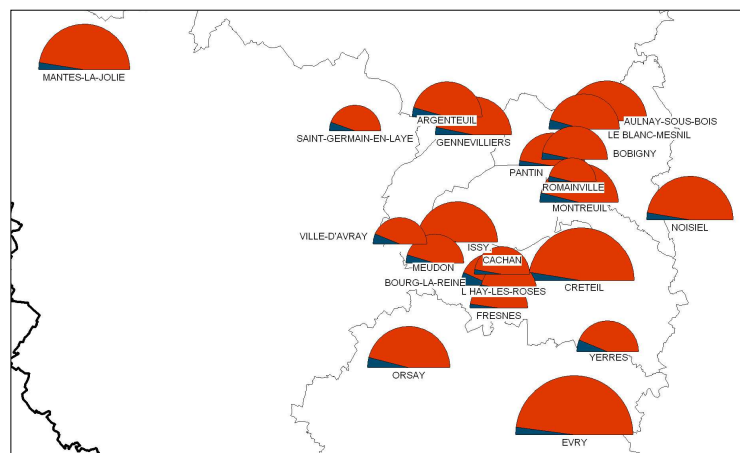 MANTES-LA-JOLIE
ARGENTEUIL
AULNAY-SOUS-BOIS
SAINT-GERMAIN-EN-LAYE
GENNEVILLIERS
LE BLANC-MESNIL
BOBIGNY
PANTIN
ROMAINVILLE
MONTREUIL
NOISIEL
VILLE-D'AVRAY
ISSY
MEUDON
CACHAN
BOURG-LA-REINE
L HAY-LES-ROSES
CRETEIL
FRESNES
YERRES
ORSAY
EVRY